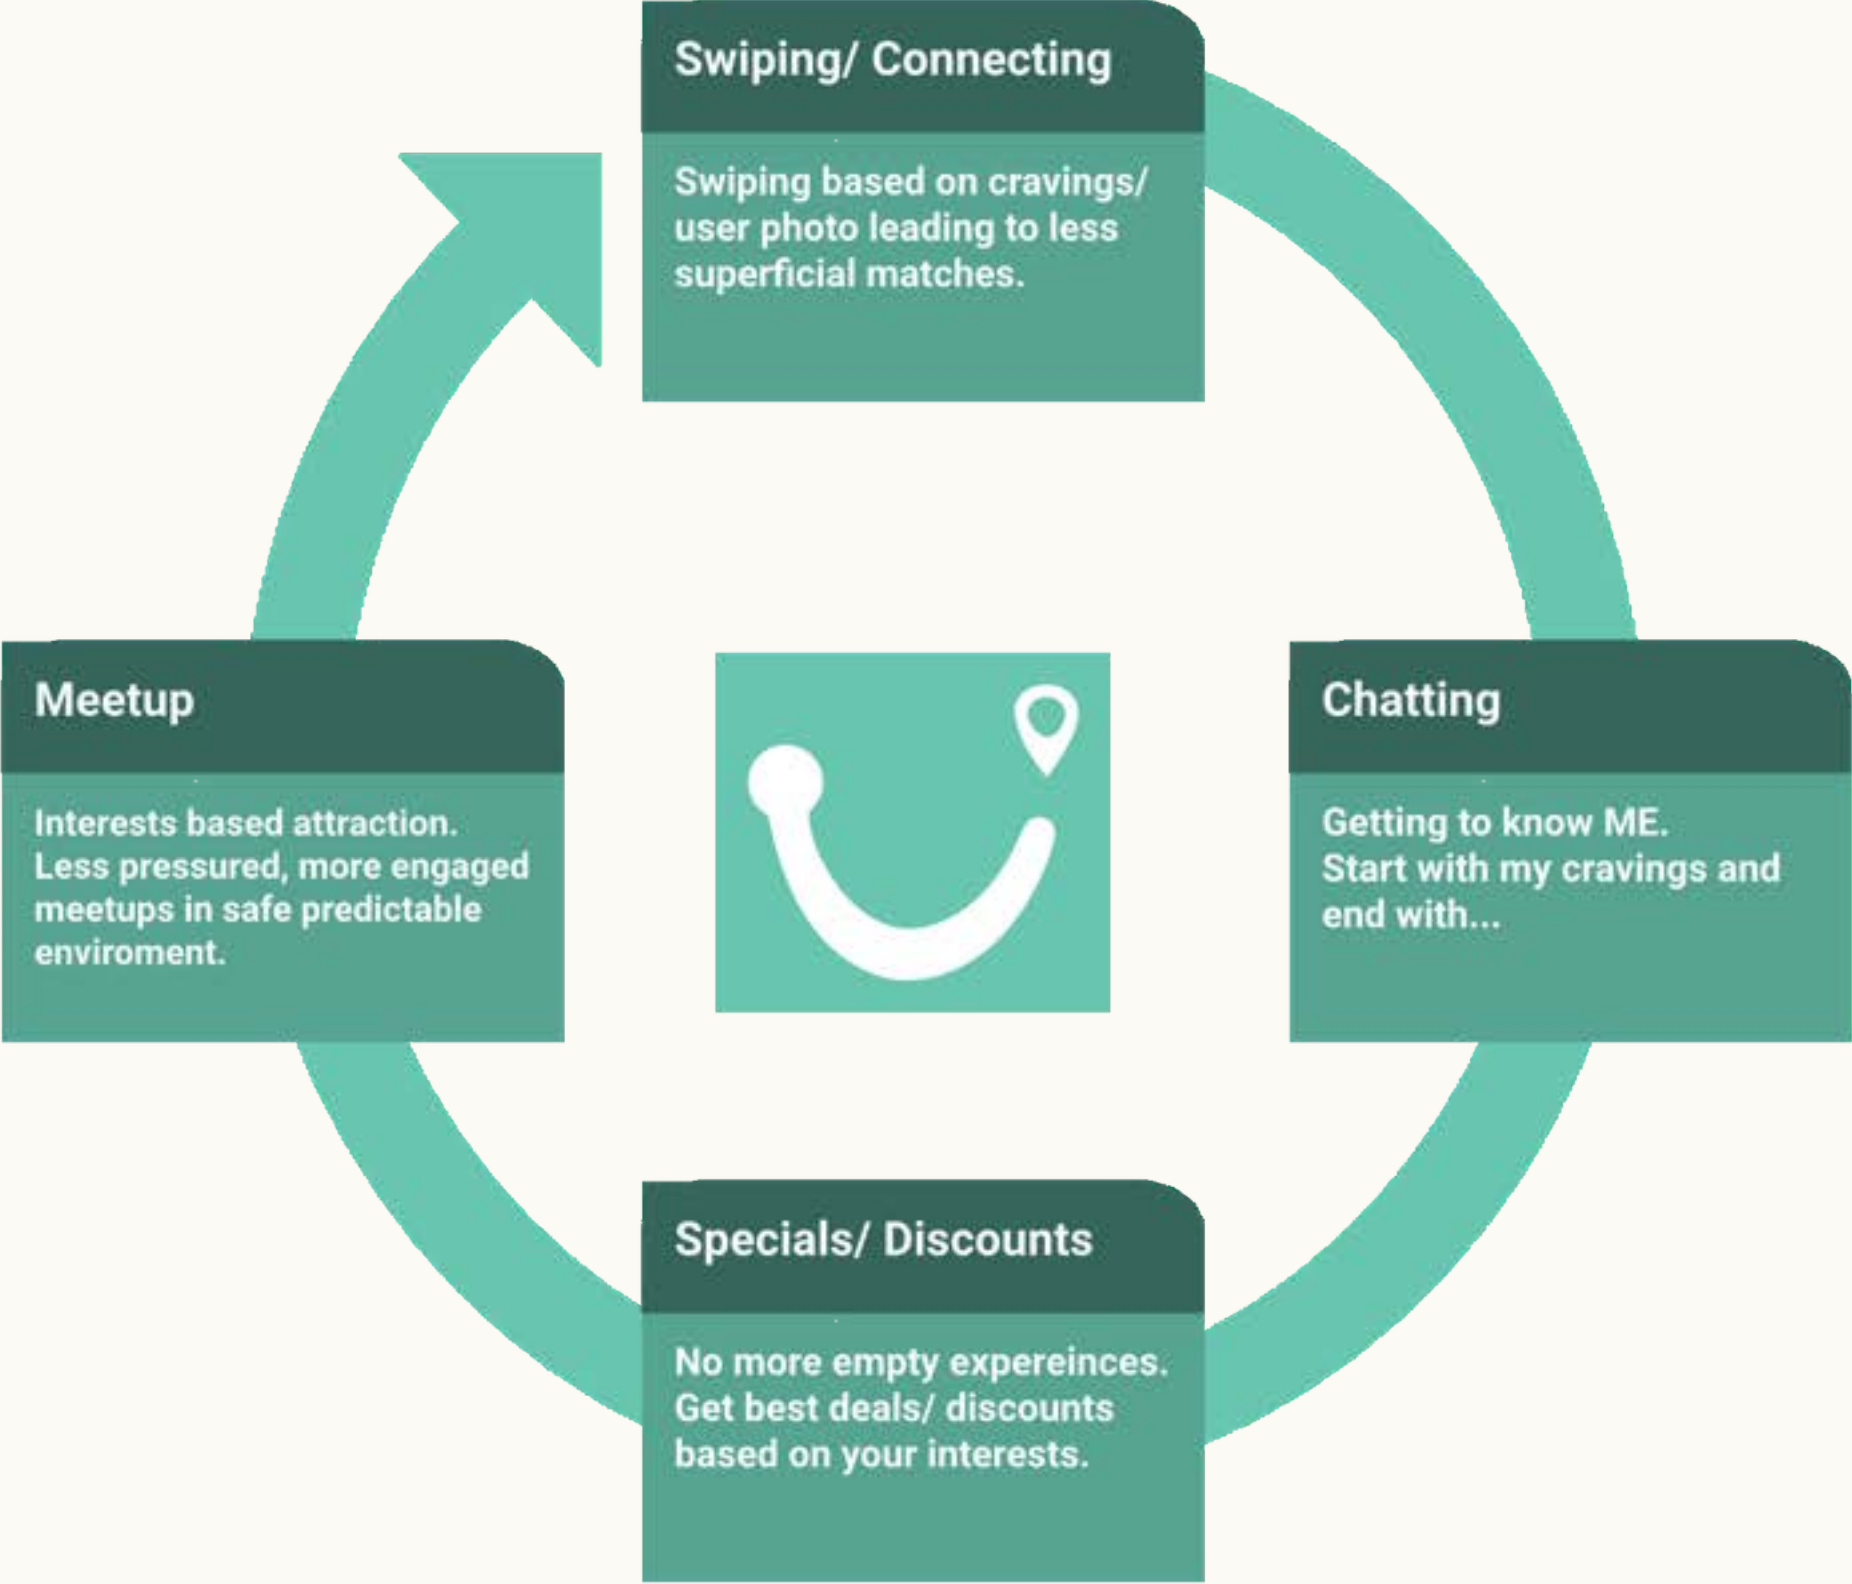 Swiping/ Connecting
Swiping based on cravings/
user photo leading to less
superficial matches.
Meetup
Interests based attraction.
Less pressured, more engaged
meetups in safe predictable
enviroment.
Chatting
Getting to know ME.
Start with my cravings and
end with...
Specials/ Discounts
No more empty expereinces.
Get best deals/ discounts
based on your interests.